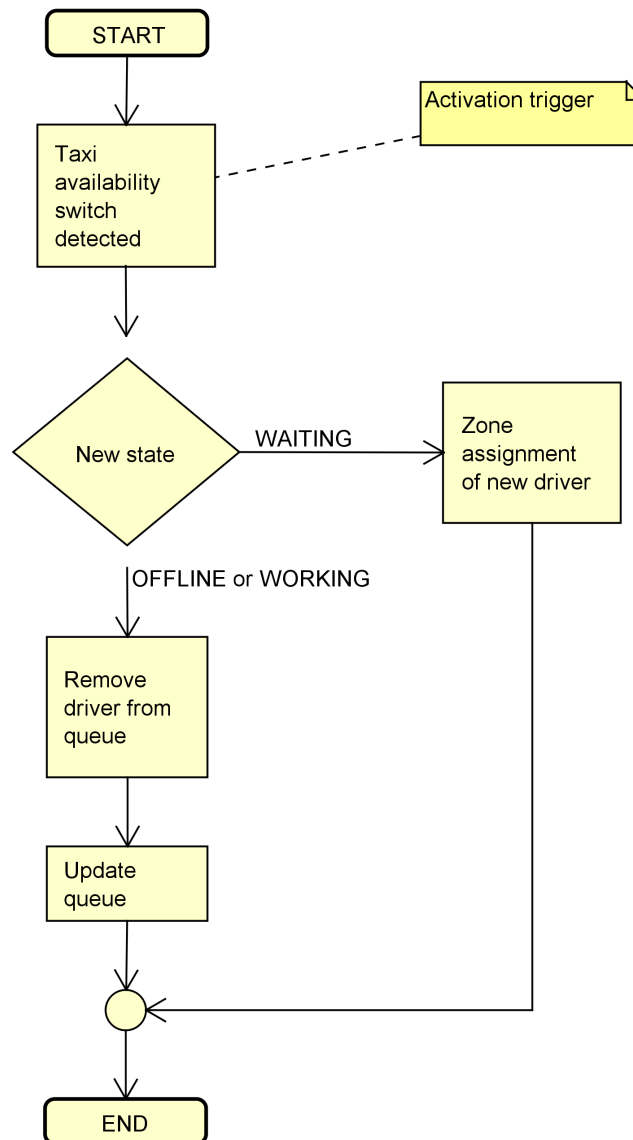 START
Activation trigger
Taxi
availability
switch
detected
New state
WAITING
Zone
assignment
of new driver
OFFLINE or WORKING
Remove
driver from
queue
Update
queue
END